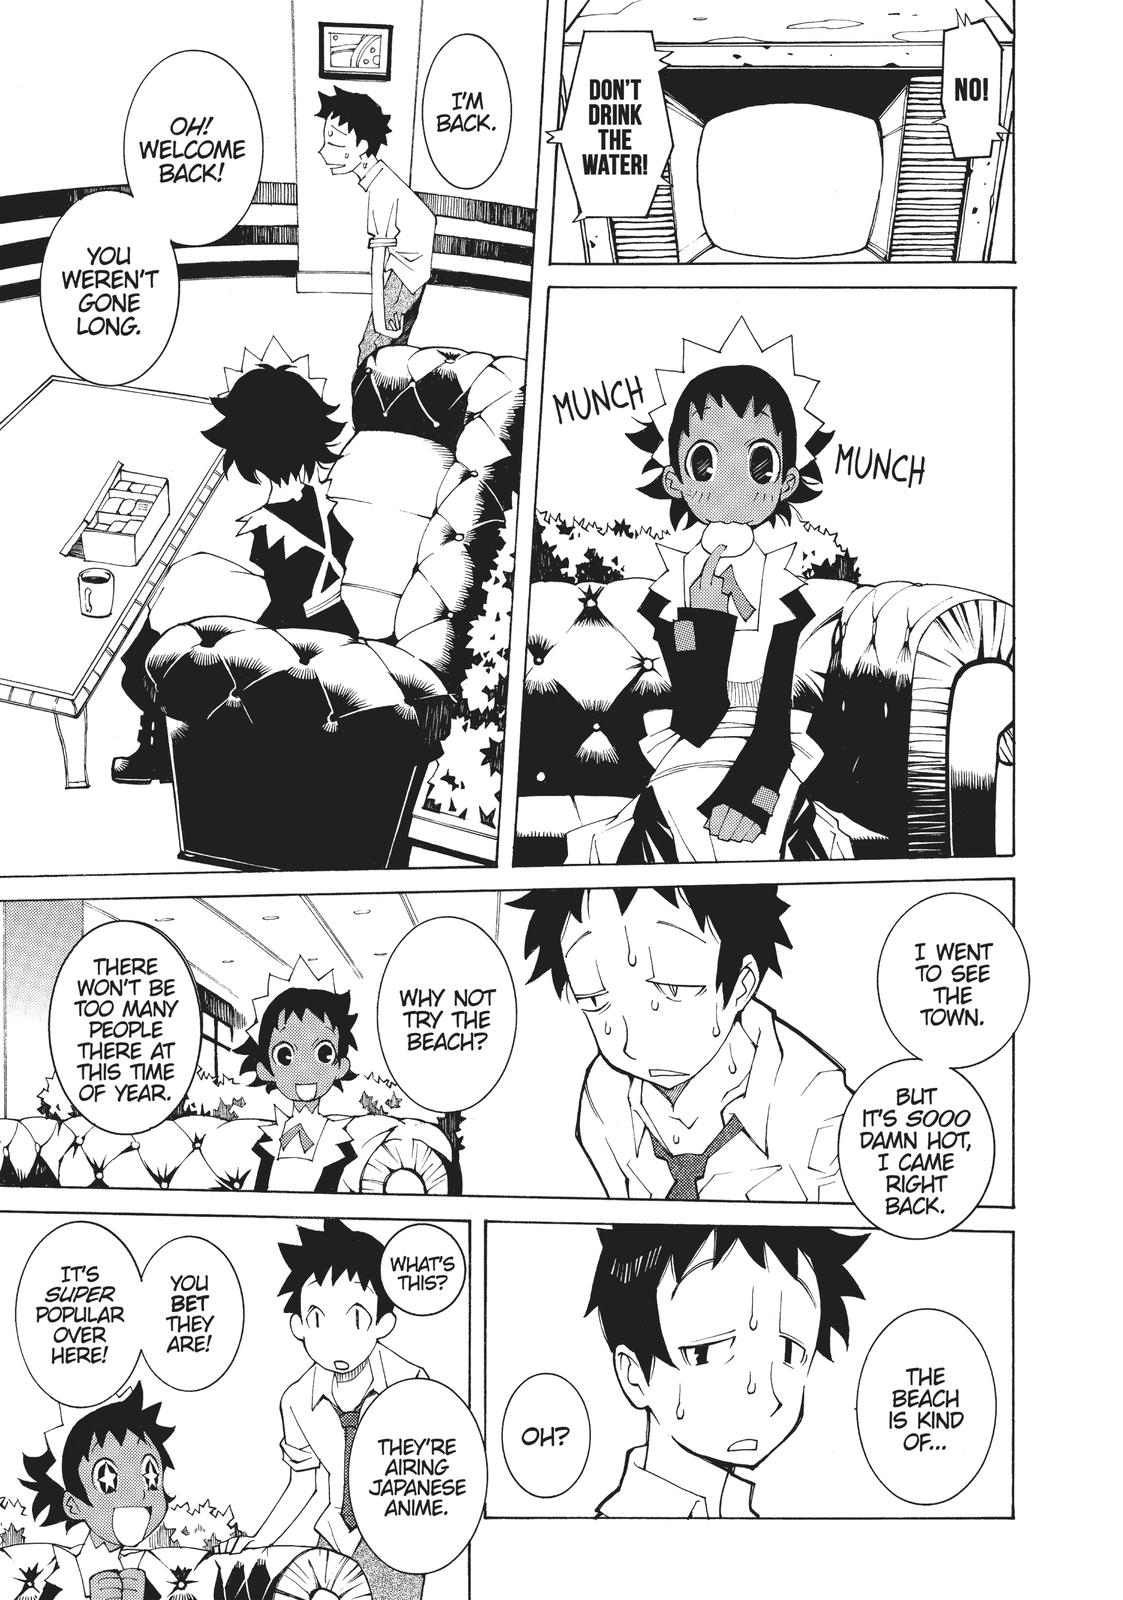 NO!
DON'T
DRINK
THE
WATER!
MUNCH
MUNCH
I'M
BACK.
OH!
WELCOME
BACK!
YOU
WEREN'T
GONE
LONG.
I WENT
TO SEE
THE
TOWN.
BUT
IT'S SOOO
DAMN HOT,
I CAME
RIGHT
BACK.
WHY NOT
TRY THE
BEACH?
THERE
WON'T BE
TOO MANY
PEOPLE
THERE AT
THIS TIME
OF YEAR.
THE
BEACH
IS KIND
OF...
OH?
WHAT'S
THIS?
THEY'RE
AIRING
JAPANESE
ANIME.
YOU
BET
THEY
ARE!
IT'S
SUPER
POPULAR
OVER
HERE!